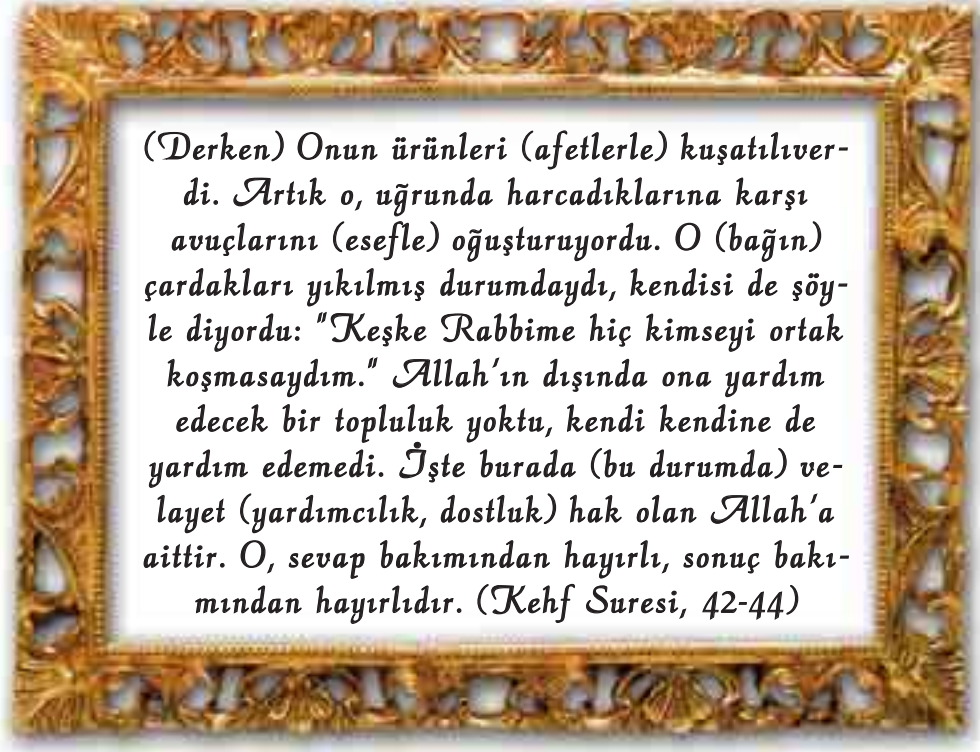 (Derken) Onun ürünleri (afetlerle) kuşatılıver-
di. Artık o, uğrunda harcadıklarına karşı
avuçlarını (esefle) oğuşturuyordu. O (bağın)
çardakları yıkılmış durumdaydı, kendisi de şöy-
le diyordu: "Keşke Rabbime hiç kimseyi ortak
koşmasaydım." Allah'ın dışında ona yardım
edecek bir topluluk yoktu, kendi kendine de
yardım edemedi. İşte burada (bu durumda) ve-
layet (yardımcılık, dostluk) hak olan Allah'a
aittir. O, sevap bakımından hayırlı, sonuç bakı-
mından hayırlıdır. (Kehf Suresi, 42-44)